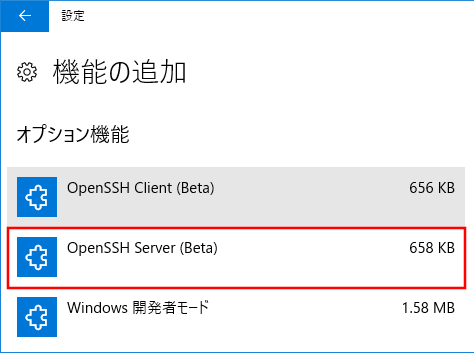 設定
機能の追加
オプション機能
OpenSSH Client (Beta) 656 KB
OpenSSH Server (Beta) 658 KB
Windows 開発者モード 1.58 MB